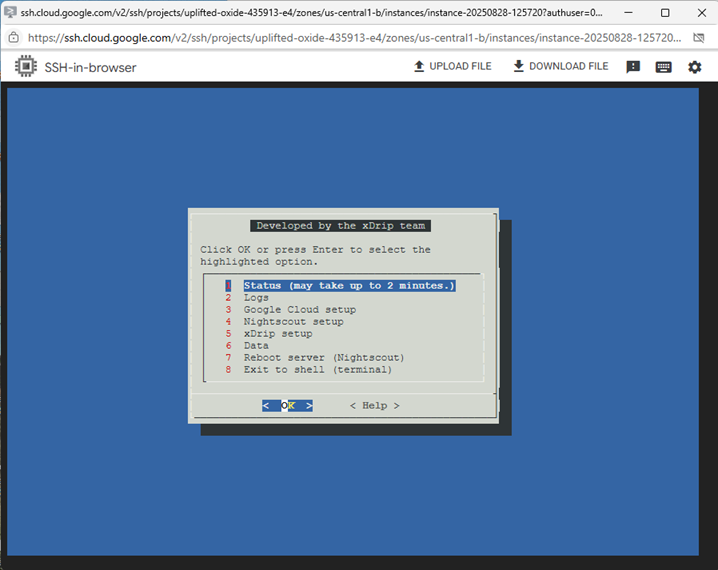 ssh.cloud.google.com/v2/ssh/projects/uplifted-oxide-435913-e4/zones/us-central1-b/instances/instance-20250828-125720?authuser=0...
https://ssh.cloud.google.com/v2/ssh/projects/uplifted-oxide-435913-e4/zones/us-central1-b/instances/instance-20250828-125720...
SSH-in-browser
UPLOAD FILE
DOWNLOAD FILE
Developed by the xDrip team
Click OK or press Enter to select the
highlighted option.
1 Status (may take up to 2 minutes.)
2 Logs
3 Google Cloud setup
4 Nightscout setup
5 xDrip setup
6 Data
7 Reboot server (Nightscout)
8 Exit to shell (terminal)
< OK > < Help >